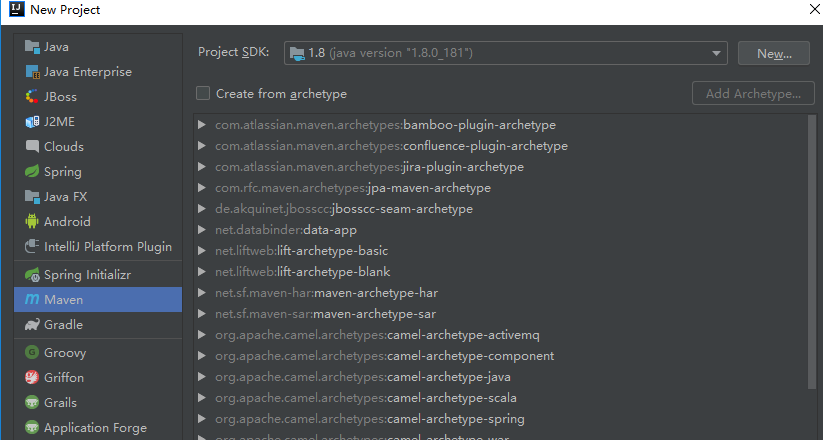 New Project
Java
Java Enterprise
JBoss
J2ME
Clouds
Spring
Java FX
Android
IntelliJ Platform Plugin
Spring Initializr
Maven
Gradle
Groovy
Griffon
Grails
Application Forge
Project SDK: 1.8 (java version "1.8.0_181") New...
Create from archetype Add Archetype...
com.atlassian.maven.archetypes:bamboo-plugin-archetype
com.atlassian.maven.archetypes:confluence-plugin-archetype
com.atlassian.maven.archetypes:jira-plugin-archetype
com.rfc.maven.archetypes:jpa-maven-archetype
de.akquinet.jbosscc:jbosscc-seam-archetype
net.databinder:data-app
net.liftweb:lift-archetype-basic
net.liftweb:lift-archetype-blank
net.sf.maven-har:maven-archetype-har
net.sf.maven-sar:maven-archetype-sar
org.apache.camel.archetypes:camel-archetype-activemq
org.apache.camel.archetypes:camel-archetype-component
org.apache.camel.archetypes:camel-archetype-java
org.apache.camel.archetypes:camel-archetype-scala
org.apache.camel.archetypes:camel-archetype-spring
org.apache.camel.archetypes:camel-archetype-war